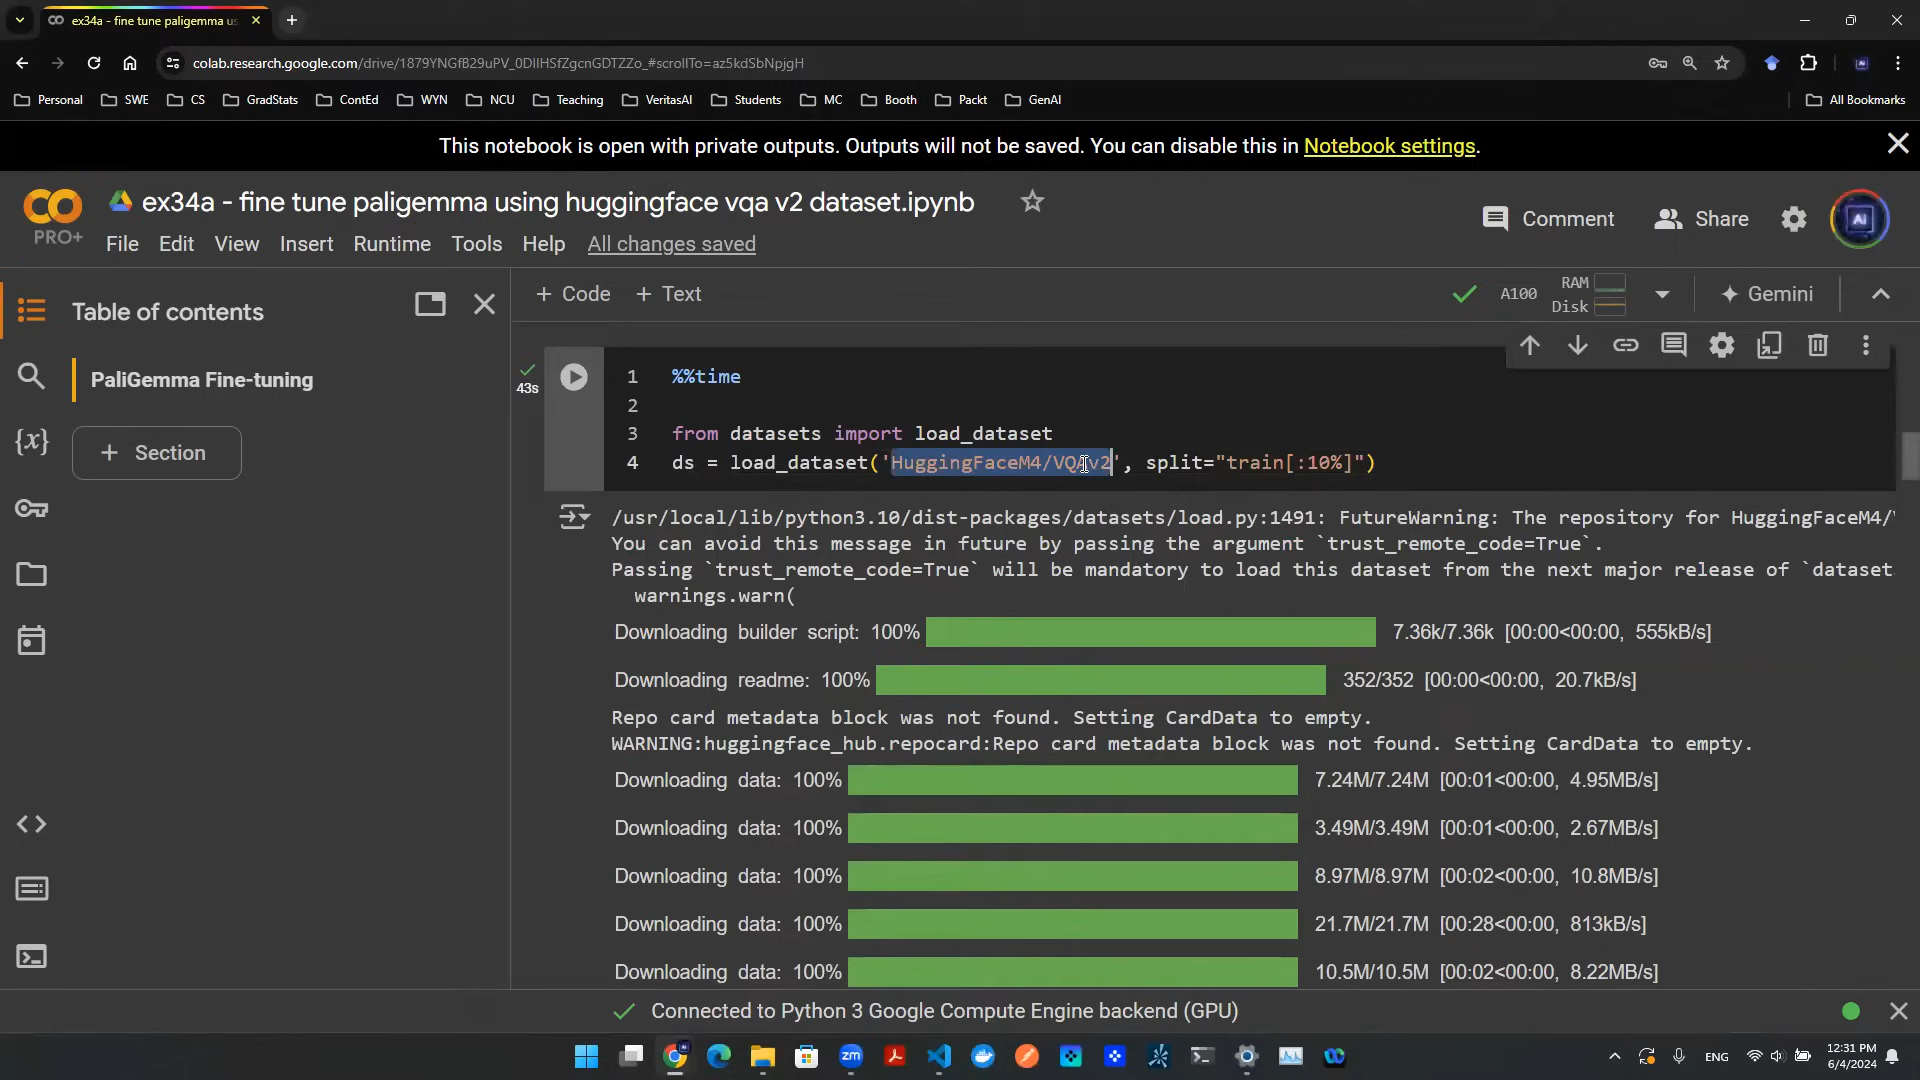 ex34a - fine tune paligemma us
colab.research.google.com/drive/1879YNGfB29uPV_0DIIHSfZgcnGDTZZo_#scrollTo=az5kdSbNpjgH
Personal SWE CS GradStats ContEd WYN NCU Teaching VeritasAI Students MC Booth Packt GenAI All Bookmarks
This notebook is open with private outputs. Outputs will not be saved. You can disable this in Notebook settings.
ex34a - fine tune paligemma using huggingface vqa v2 dataset.ipynb
PRO+
Comment Share AI
File Edit View Insert Runtime Tools Help All changes saved
Table of contents
+ Code + Text
A100 RAM Disk Gemini
PaliGemma Fine-tuning
+ Section
43s
1 %%time
2
3 from datasets import load_dataset
4 ds = load_dataset('HuggingFaceM4/VQAv2', split="train[:10%]")
/usr/local/lib/python3.10/dist-packages/datasets/load.py:1491: FutureWarning: The repository for HuggingFaceM4/
You can avoid this message in future by passing the argument `trust_remote_code=True`.
Passing `trust_remote_code=True` will be mandatory to load this dataset from the next major release of `dataset
warnings.warn(
Downloading builder script: 100% 7.36k/7.36k [00:00<00:00, 555kB/s]
Downloading readme: 100% 352/352 [00:00<00:00, 20.7kB/s]
Repo card metadata block was not found. Setting CardData to empty.
WARNING:huggingface_hub.repocard:Repo card metadata block was not found. Setting CardData to empty.
Downloading data: 100% 7.24M/7.24M [00:01<00:00, 4.95MB/s]
Downloading data: 100% 3.49M/3.49M [00:01<00:00, 2.67MB/s]
Downloading data: 100% 8.97M/8.97M [00:02<00:00, 10.8MB/s]
Downloading data: 100% 21.7M/21.7M [00:28<00:00, 813kB/s]
Downloading data: 100% 10.5M/10.5M [00:02<00:00, 8.22MB/s]
Connected to Python 3 Google Compute Engine backend (GPU)
zm
ENG
12:31 PM
6/4/2024